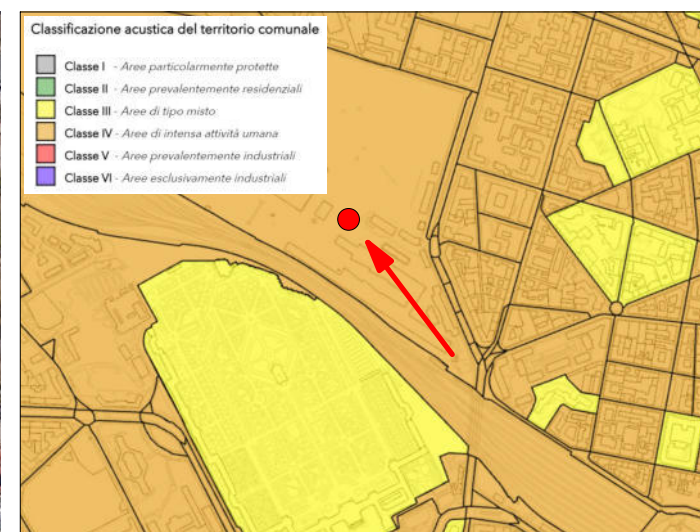 Classificazione acustica del territorio comunale
Classe I - Aree particolarmente protette
Classe II - Aree prevalentemente residenziali
Classe III - Aree di tipo misto
Classe IV - Aree di intensa attività umana
Classe V - Aree prevalentemente industriali
Classe VI - Aree esclusivamente industriali